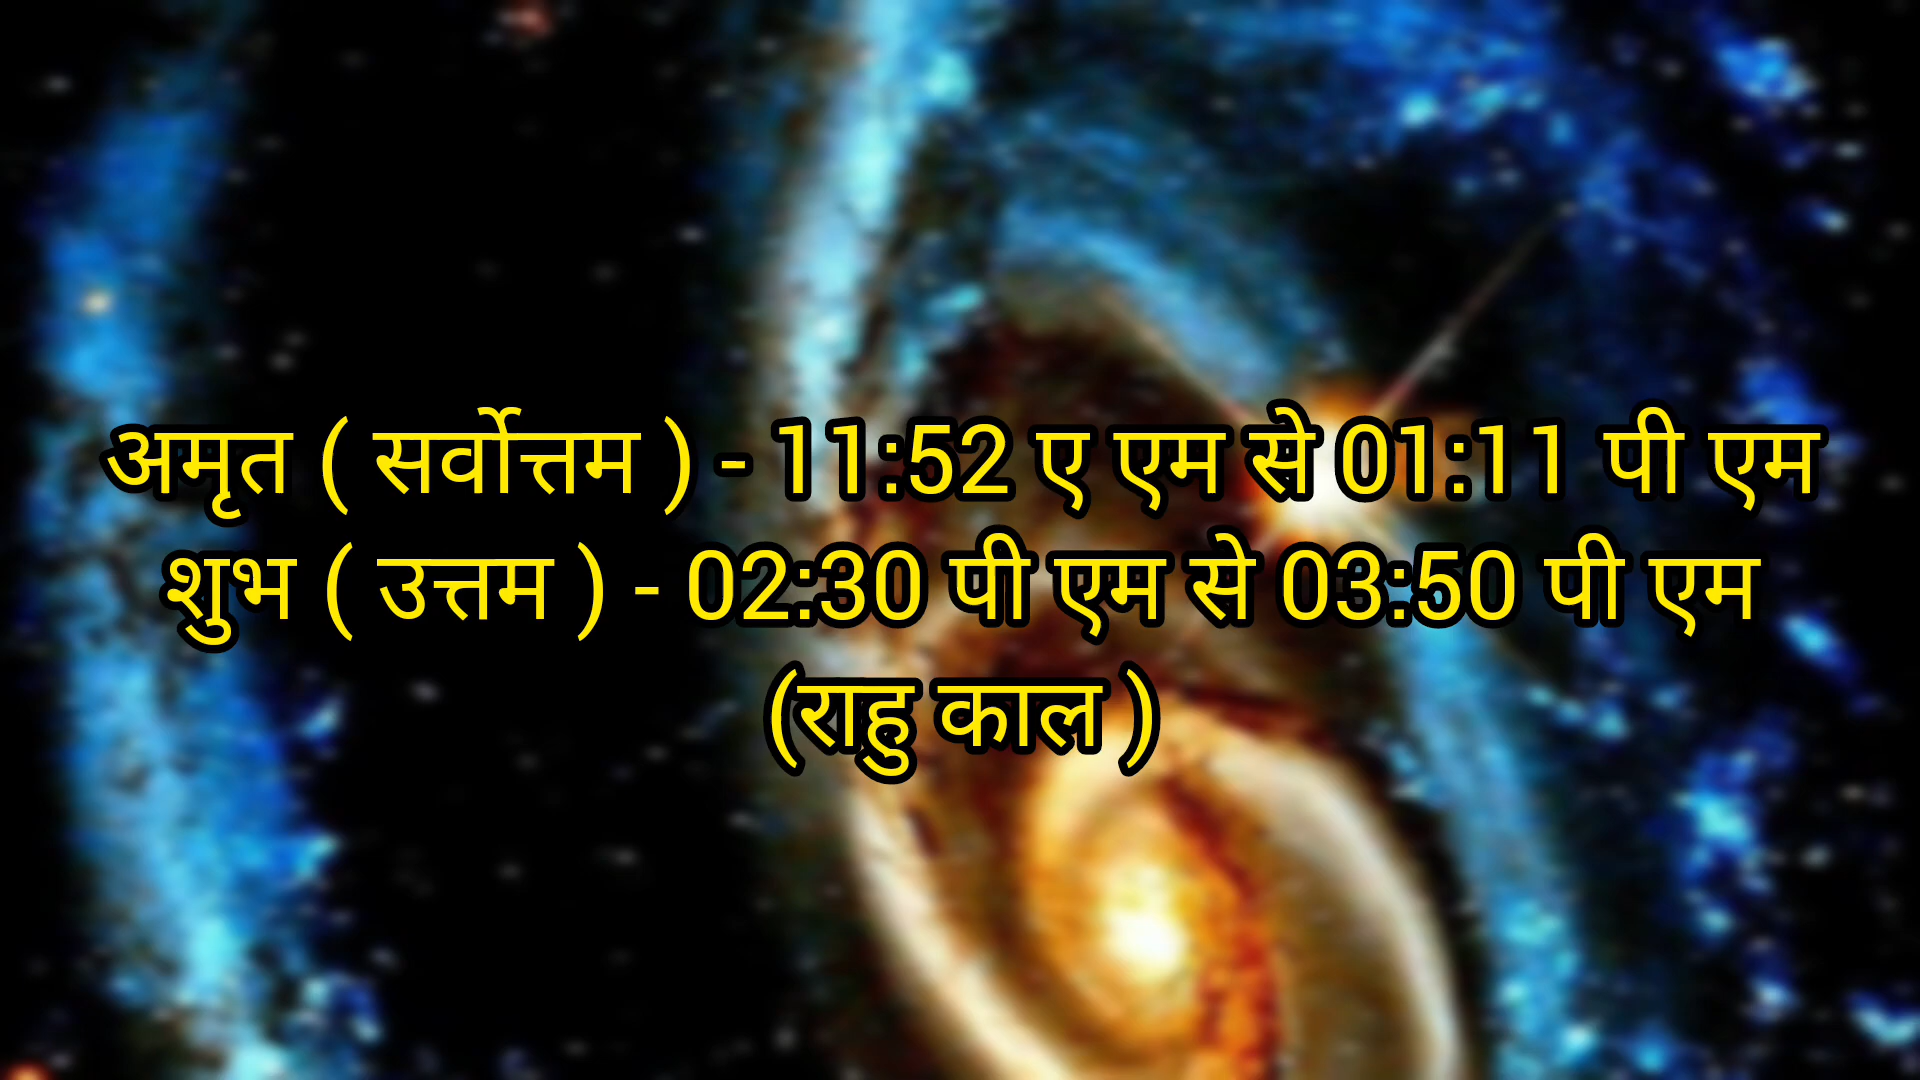 अमृत ( सर्वोत्तम ) - 11:52 ए एम से 01:11 पी एम
शुभ ( उत्तम ) - 02:30 पी एम से 03:50 पी एम
(राहु काल )